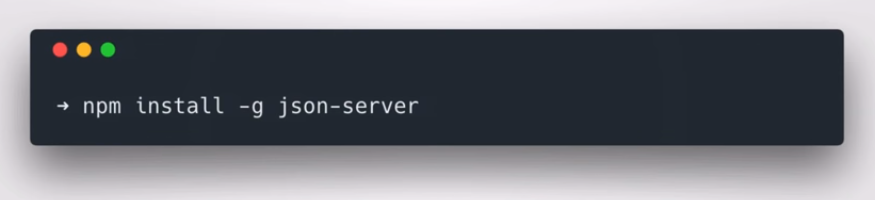 ➜ npm install -g json-server